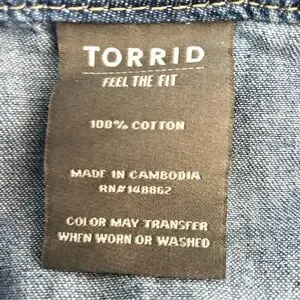 TORRID
FEEL THE FIT
100% COTTON
MADE IN CAMBODIA
RN#148862
COLOR MAY TRANSFER
WHEN WORN OR WASHED